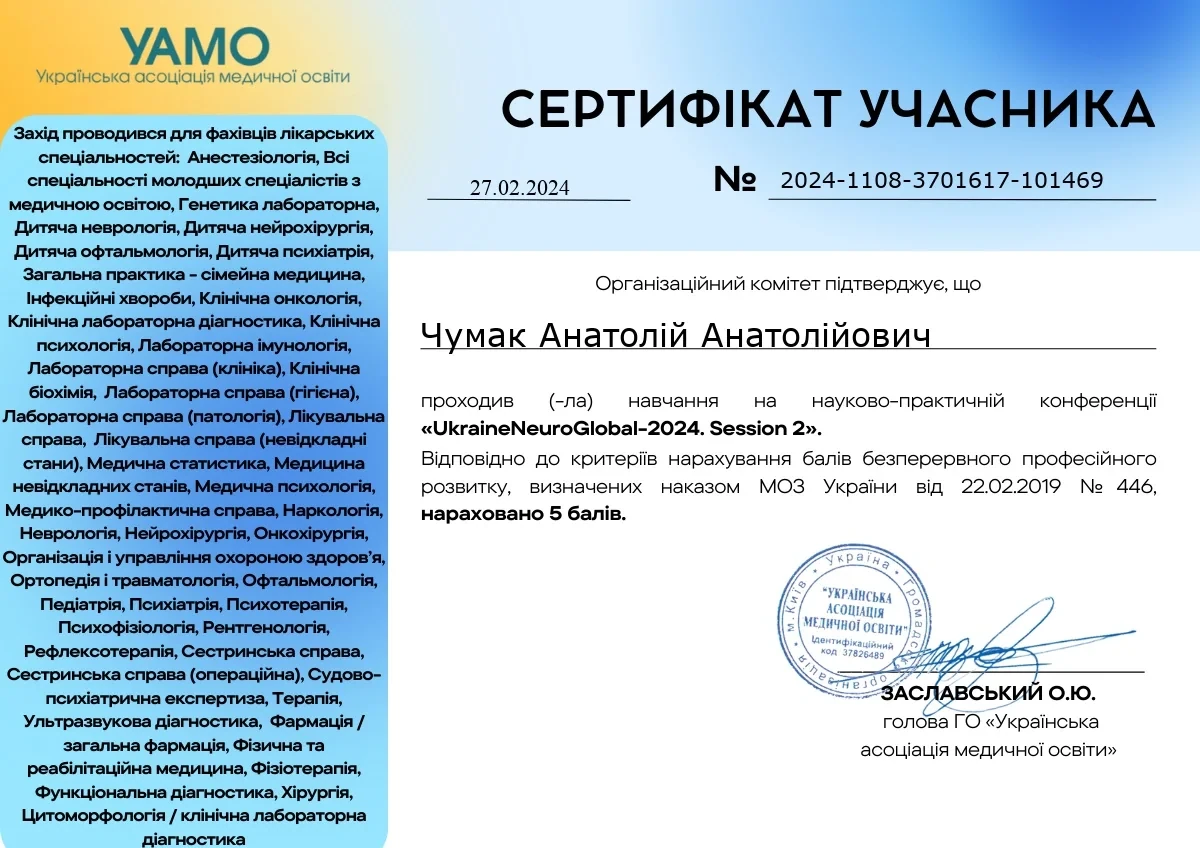 УАМО
Українська асоціація медичної освіти
Захід проводився для фахівців лікарських
спеціальностей: Анестезіологія, Всі
спеціальності молодших спеціалістів з
медичною освітою, Генетика лабораторна,
Дитяча неврологія, Дитяча нейрохірургія,
Дитяча офтальмологія, Дитяча психіатрія,
Загальна практика - сімейна медицина,
Інфекційні хвороби, Клінічна онкологія,
Клінічна лабораторна діагностика, Клінічна
психологія, Лабораторна імунологія,
Лабораторна справа (клініка), Клінічна
біохімія, Лабораторна справа (гігієна),
Лабораторна справа (патологія), Лікувальна
справа, Лікувальна справа (невідкладні
стани), Медична статистика, Медицина
невідкладних станів, Медична психологія,
Медико-профілактична справа, Наркологія,
Неврологія, Нейрохірургія, Онкохірургія,
Організація і управління охороною здоров’я,
Ортопедія і травматологія, Офтальмологія,
Педіатрія, Психіатрія, Психотерапія,
Психофізіологія, Рентгенологія,
Рефлексотерапія, Сестринська справа,
Сестринська справа (операційна), Судово-
психіатрична експертиза, Терапія,
Ультразвукова діагностика, Фармація /
загальна фармація, Фізична та
реабілітаційна медицина, Фізіотерапія,
Функціональна діагностика, Хірургія,
Цитоморфологія / клінічна лабораторна
діагностика
СЕРТИФІКАТ УЧАСНИКА
27.02.2024 № 2024-1108-3701617-101469
Організаційний комітет підтверджує, що
Чумак Анатолій Анатолійович
проходив (-ла) навчання на науково-практичній конференції
«UkraineNeuroGlobal-2024. Session 2».
Відповідно до критеріїв нарахування балів безперервного професійного
розвитку, визначених наказом МОЗ України від 22.02.2019 № 446,
нараховано 5 балів.
м.Київ * Україна * Громадська організація *
"УКРАЇНСЬКА
АСОЦІАЦІЯ
МЕДИЧНОЇ ОСВІТИ"
Ідентифікаційний
код 37826489
ЗАСЛАВСЬКИЙ О.Ю.
голова ГО «Українська
асоціація медичної освіти»